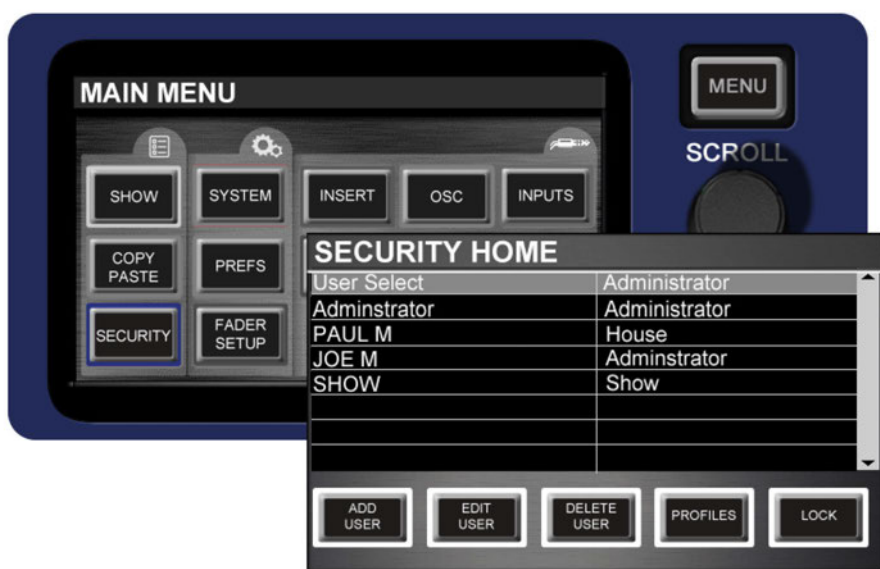 MAIN MENU
MENU
SCROLL
SHOW
SYSTEM
INSERT
OSC
INPUTS
COPY
PASTE
PREFS
SECURITY
FADER
SETUP
SECURITY HOME
User Select Administrator
Adminstrator Administrator
PAUL M House
JOE M Adminstrator
SHOW Show
ADD
USER
EDIT
USER
DELETE
USER
PROFILES
LOCK